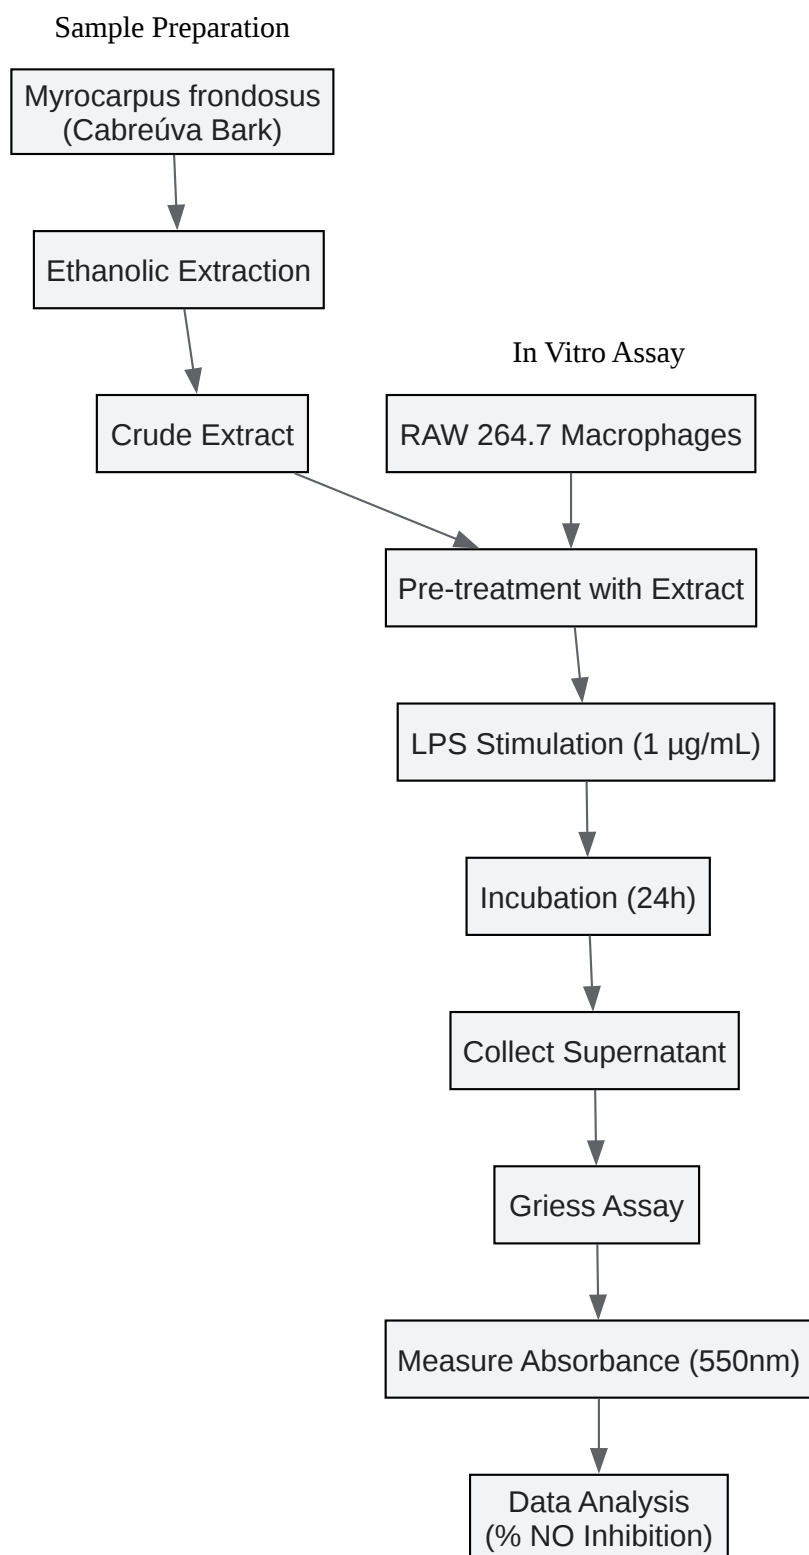 Sample Preparation
Myrocarpus frondosus
(Cabreúva Bark)
Ethanolic Extraction
In Vitro Assay
Crude Extract
RAW 264.7 Macrophages
Pre-treatment with Extract
LPS Stimulation (1 µg/mL)
Incubation (24h)
Collect Supernatant
Griess Assay
Measure Absorbance (550nm)
Data Analysis
(% NO Inhibition)